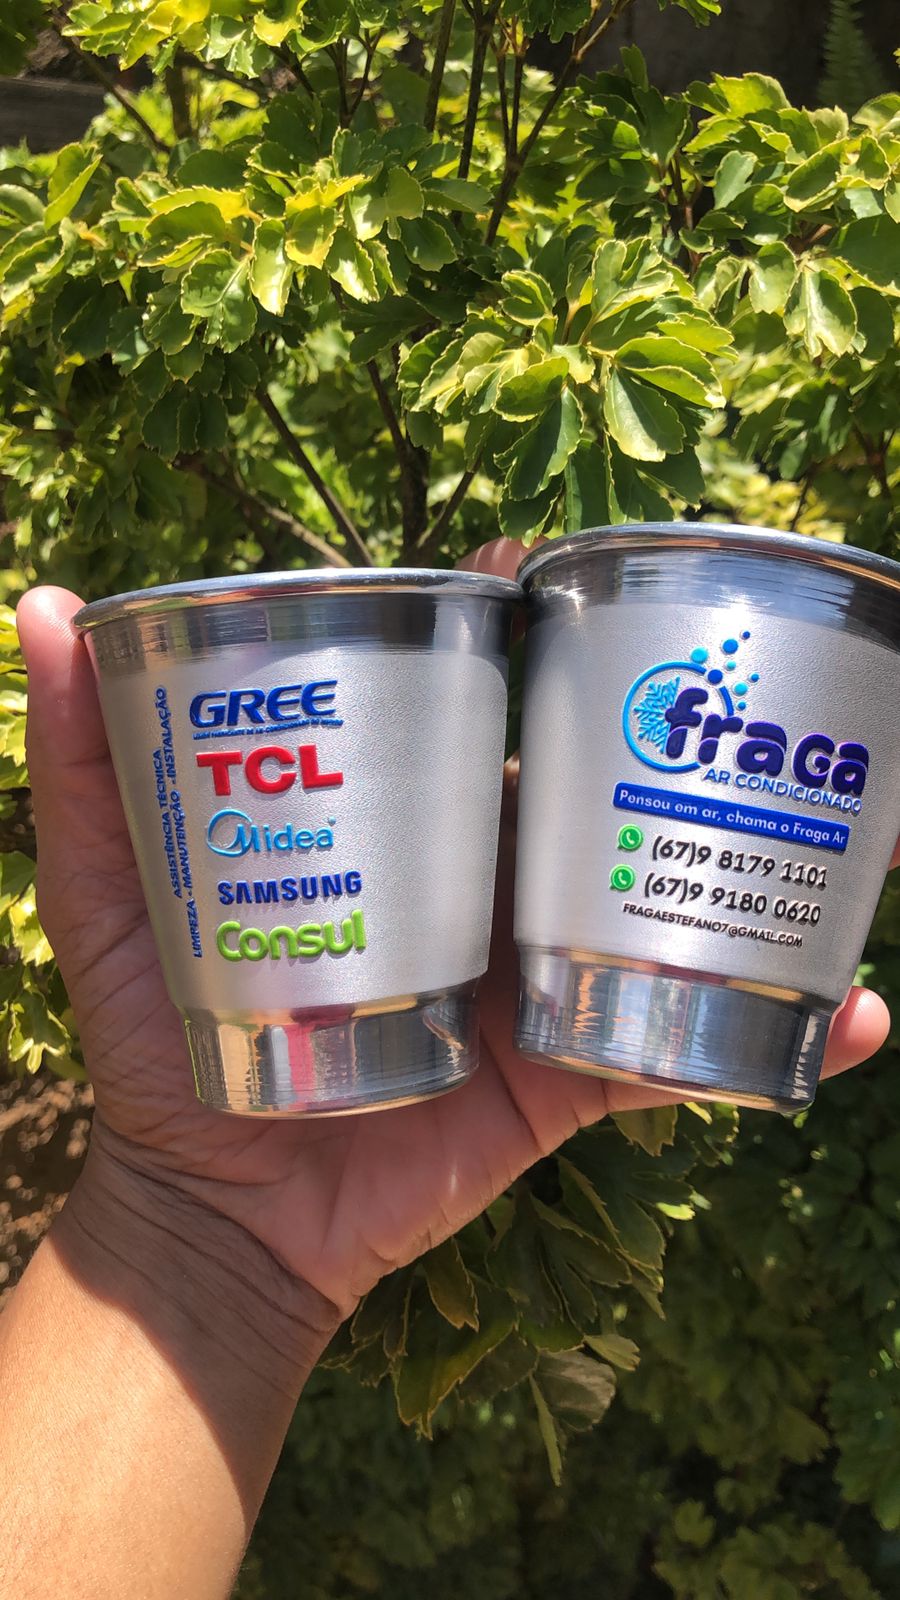 ASSISTÊNCIA TÉCNICA
LIMPEZA - MANUTENÇÃO - INSTALAÇÃO
GREE
TCL
Midea
SAMSUNG
Consul
fraGa
AR CONDICIONADO
Pensou em ar, chama o Fraga Ar
(67)9 8179 1101
(67)9 9180 0620
FRAGAESTEFANO7@GMAIL.COM